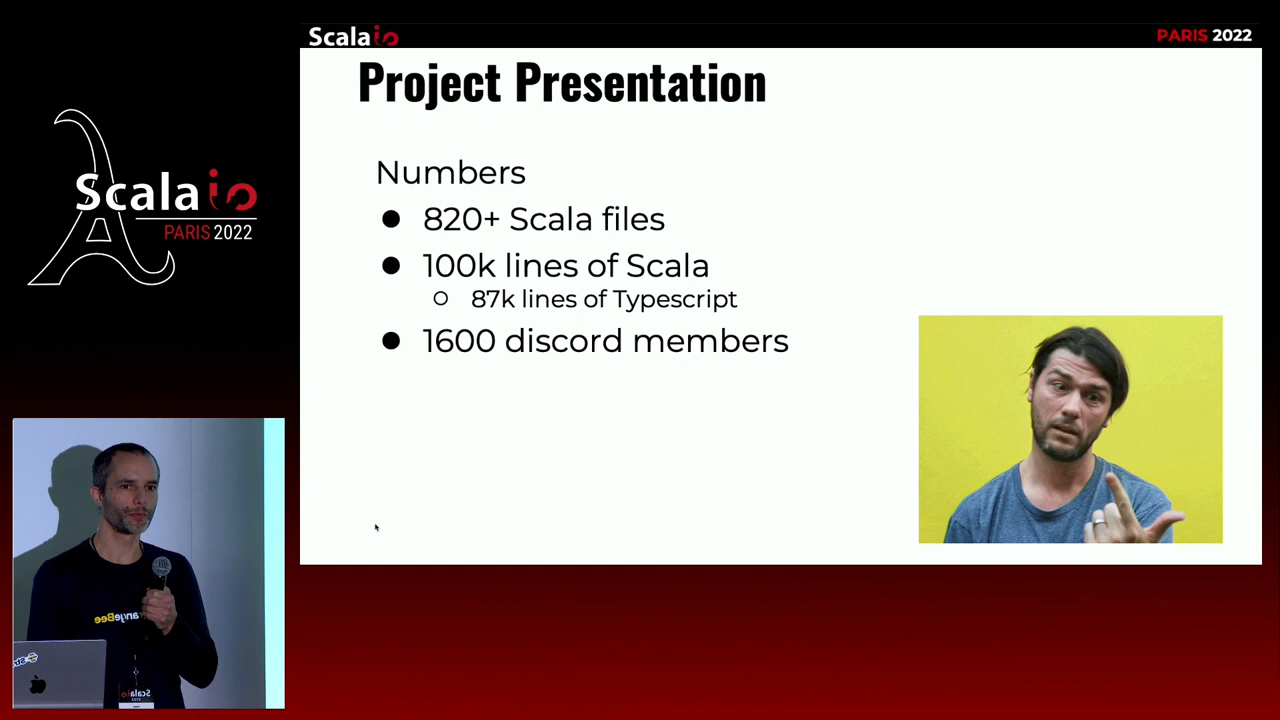 Scalaio
PARIS 2022
Project Presentation
Numbers
● 820+ Scala files
● 100k lines of Scala
○ 87k lines of Typescript
● 1600 discord members
Scalaio
PARIS 2022